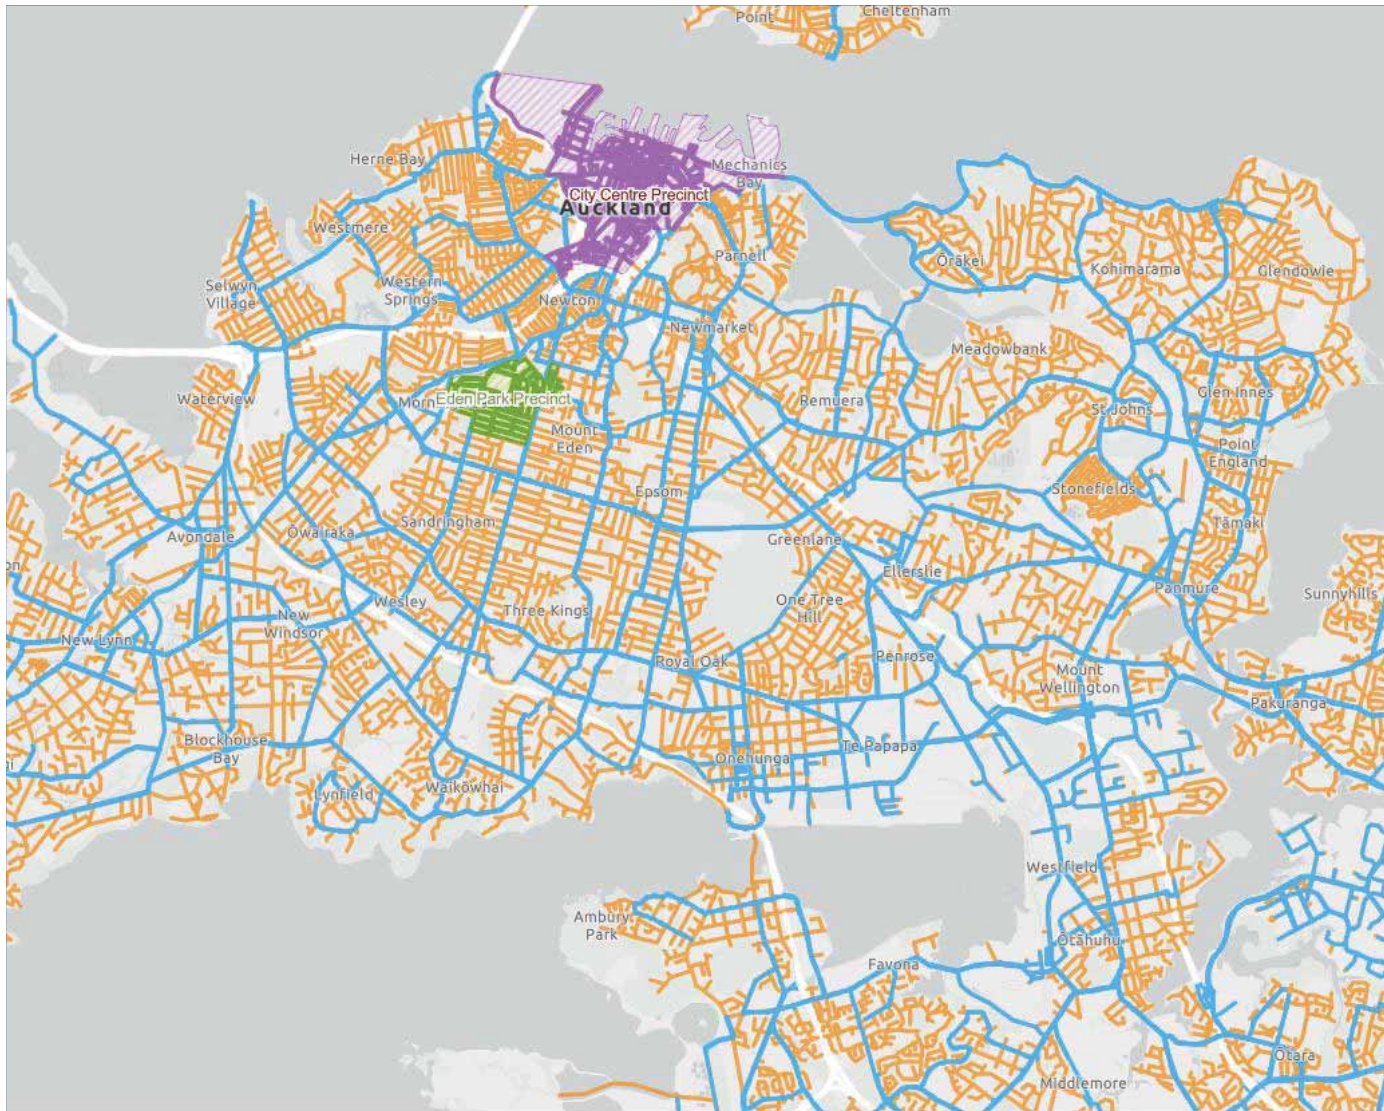 Point
Cheltenham
Herne Bay
Mechanics
Bay
City Centre Precinct
Auckland
Westmere
Parnell
Ōrākei
Kohimarama
Glendowie
Selwyn
Village
Western
Springs
Newton
Newmarket
Meadowbank
Waterview
Morn
Eden Park Precinct
Remuera
St Johns
Glen Innes
Mount
Eden
Point
England
Epsom
Stonefields
Sandringham
Tāmaki
Avondale
Ōwairaka
Greenlane
Ellerslie
on
Panmure
Sunnyhills
Wesley
Three Kings
One Tree
Hill
New
Windsor
New Lynn
Royal Oak
Penrose
Mount
Wellington
Pakuranga
Blockhouse
Bay
Te Papapa
Onehunga
Lynfield
Waikōwhai
Westfield
Ambury
Park
Ōtāhuhu
Favona
Ōtara
Middlemore